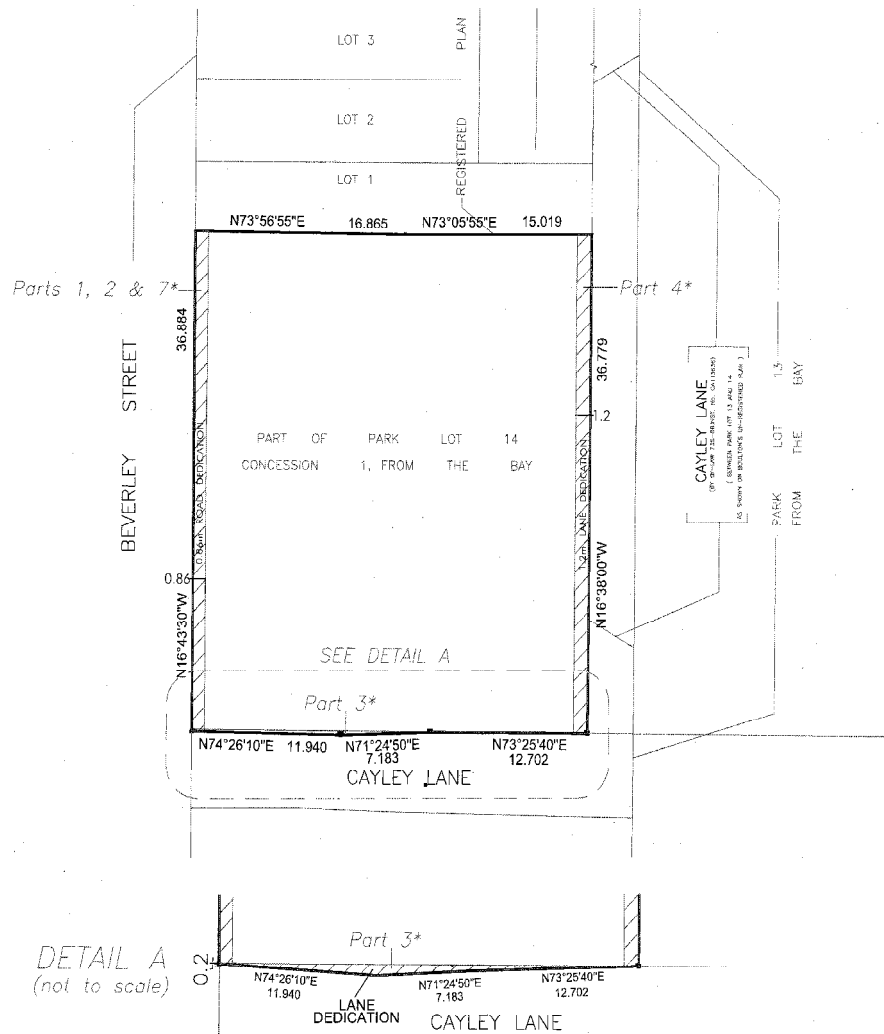 LOT 3
PLAN
LOT 2
REGISTERED
LOT 1
N73°56'55"E 16.865 N73°05'55"E 15.019
Parts 1, 2 & 7*
Part 4*
36.884
36.779
BEVERLEY STREET
1.2
CAYLEY LANE
( BETWEEN PARK LOT 13 AND 14
PARK LOT 13
FROM THE BAY
PART OF PARK LOT 14
CONCESSION 1, FROM THE BAY
0.86m ROAD DEDICATION
1.2m LANE DEDICATION
0.86
N16°43'30"W
N16°38'00"W
SEE DETAIL A
Part 3*
N74°26'10"E 11.940 N71°24'50"E N73°25'40"E
7.183 12.702
CAYLEY LANE
DETAIL A
(not to scale)
0.2
Part 3*
N74°26'10"E N71°24'50"E N73°25'40"E
11.940 7.183 12.702
LANE
DEDICATION
CAYLEY LANE